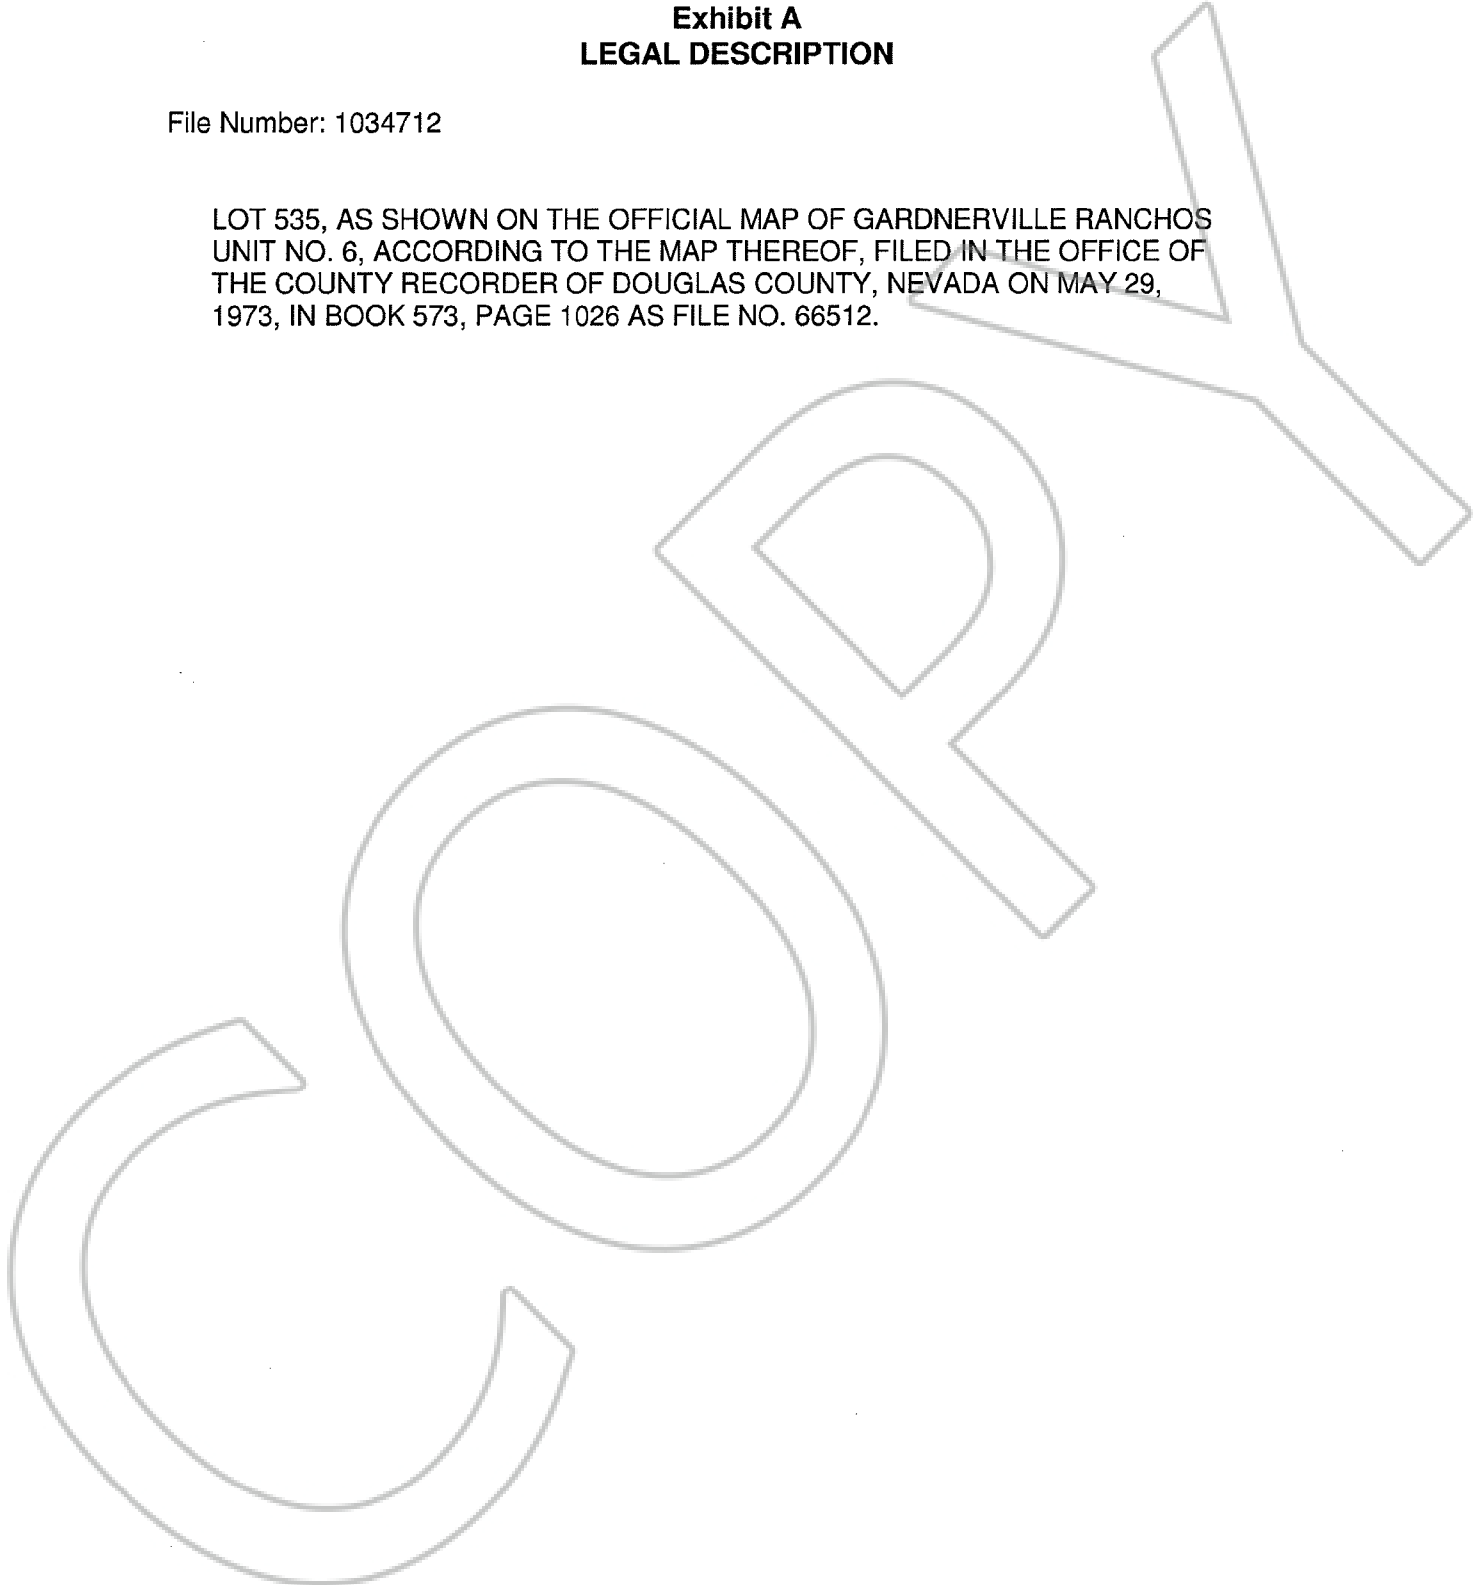 Exhibit A
LEGAL DESCRIPTION
File Number: 1034712
LOT 535, AS SHOWN ON THE OFFICIAL MAP OF GARDNERVILLE RANCHOS
UNIT NO. 6, ACCORDING TO THE MAP THEREOF, FILED IN THE OFFICE OF
THE COUNTY RECORDER OF DOUGLAS COUNTY, NEVADA ON MAY 29,
1973, IN BOOK 573, PAGE 1026 AS FILE NO. 66512.
COPY